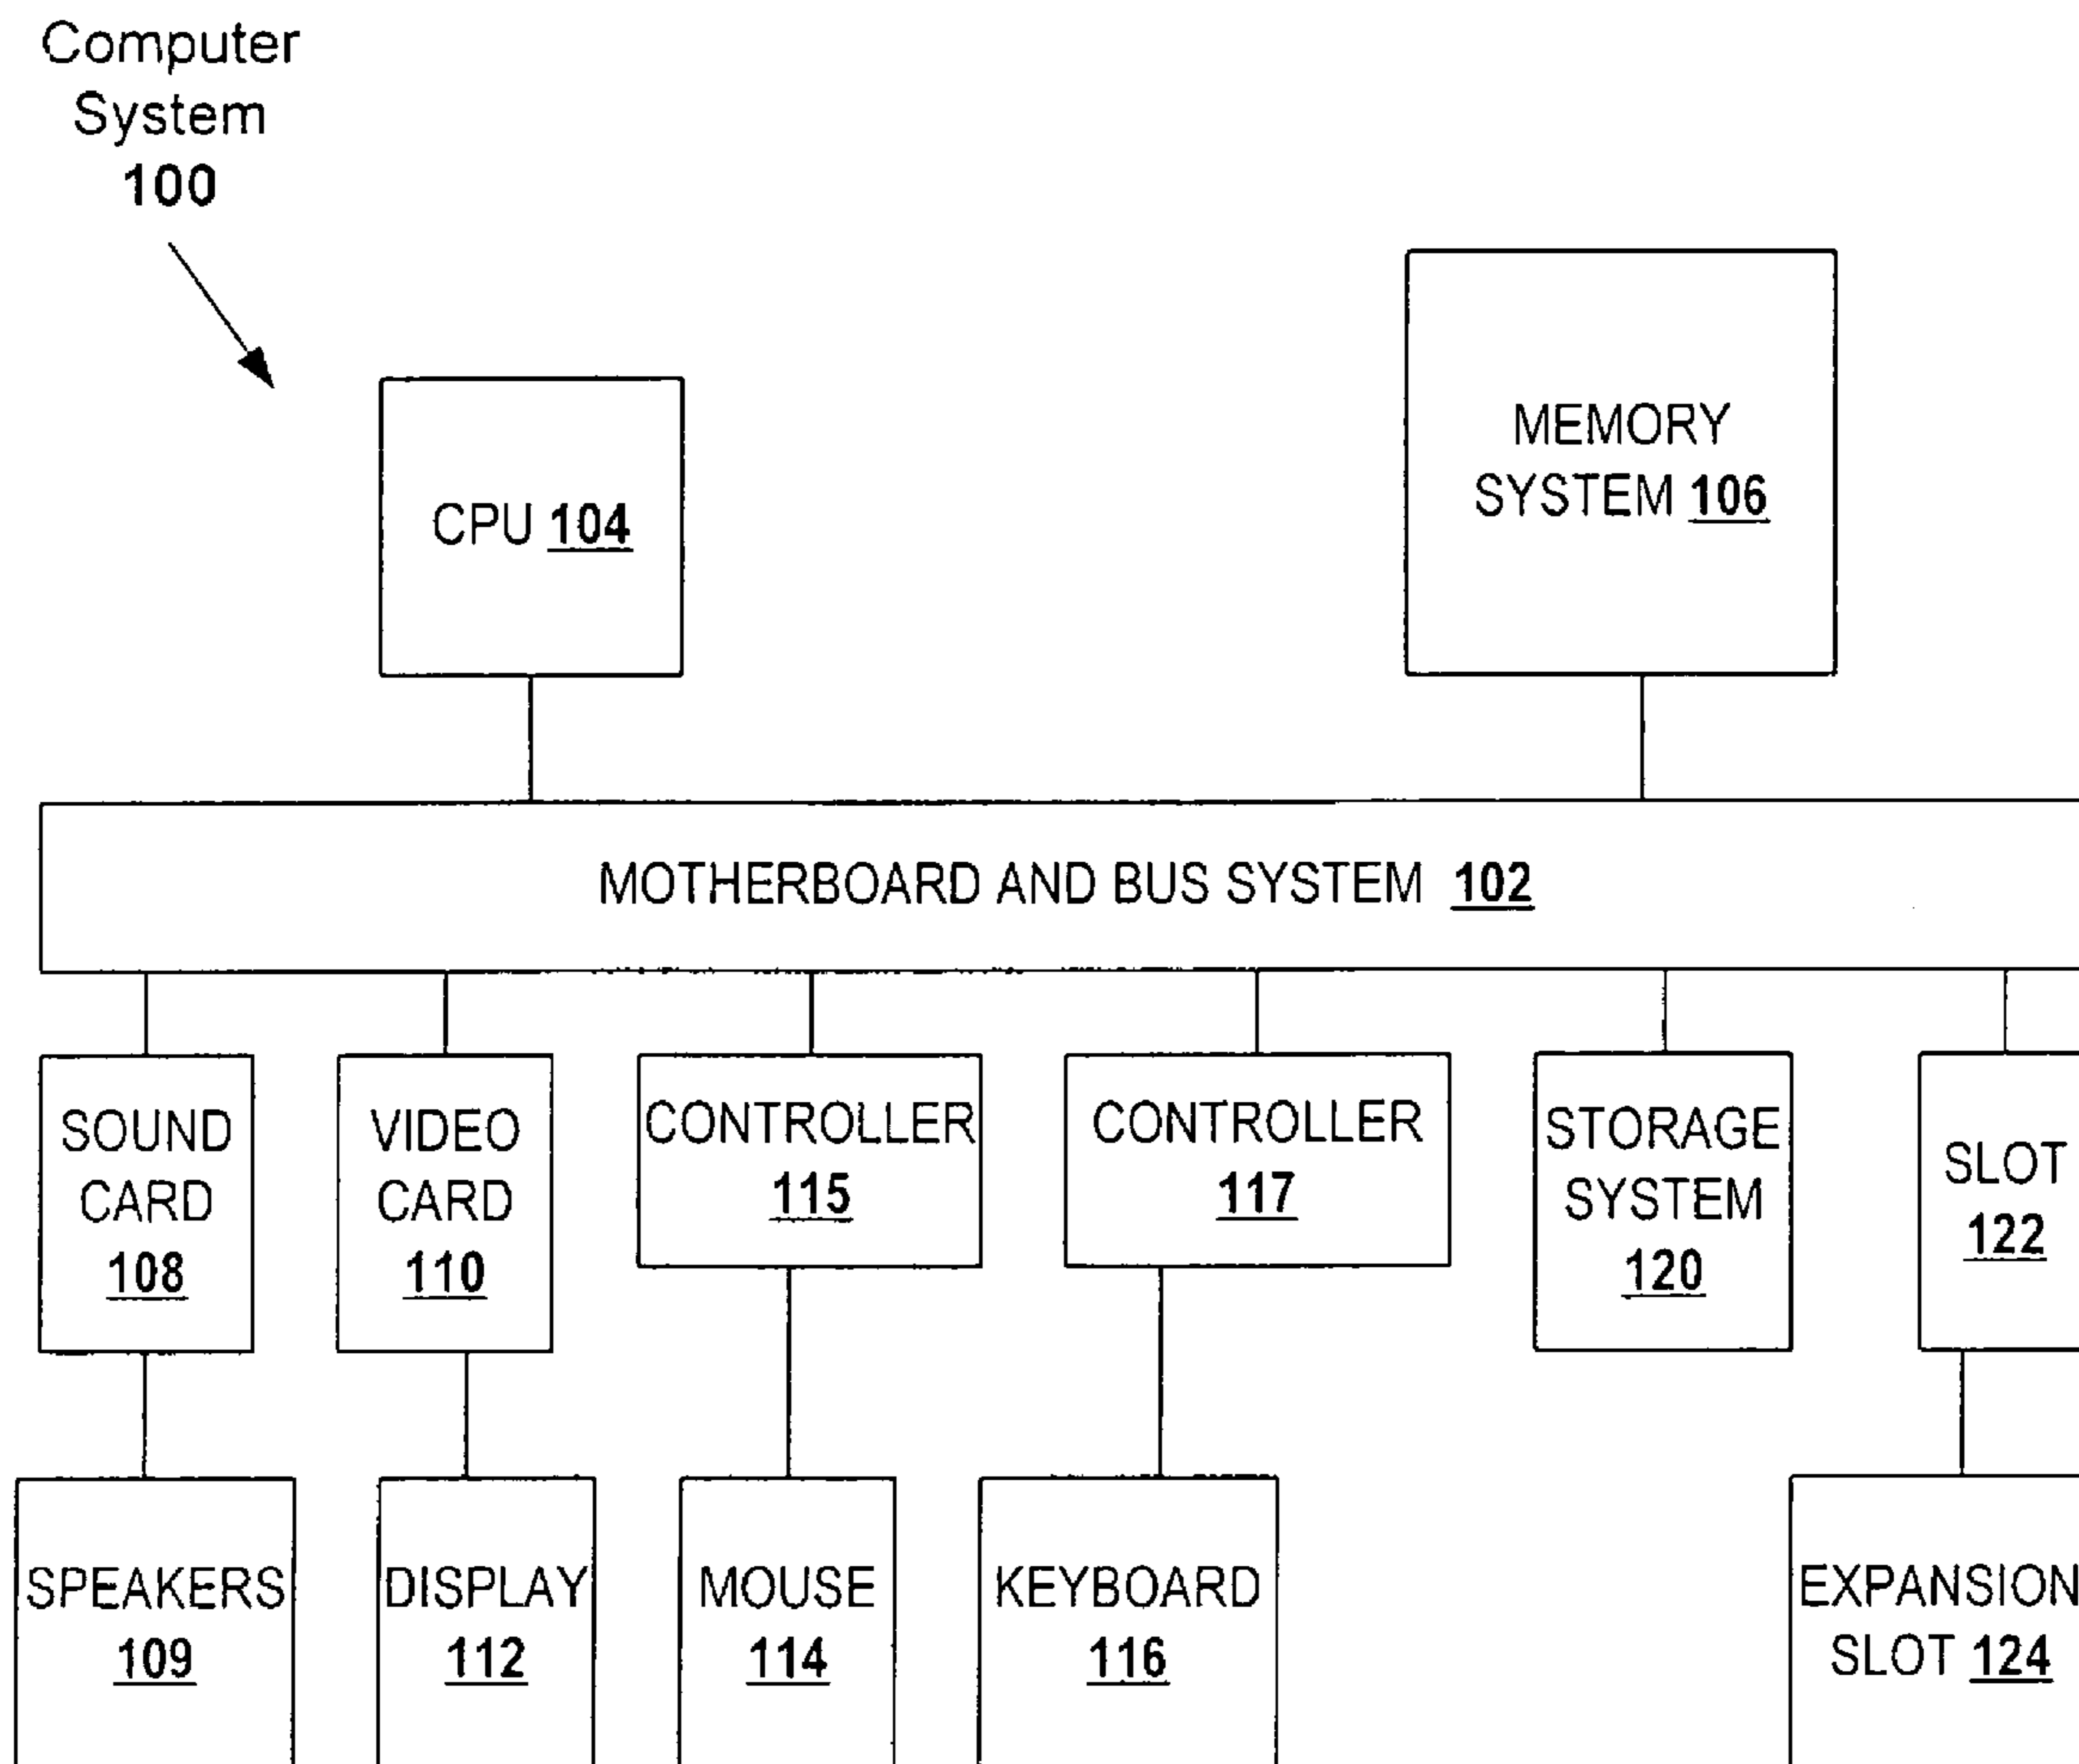 Computer
System
100
MEMORY
SYSTEM 106
CPU 104
MOTHERBOARD AND BUS SYSTEM 102
SOUND
CARD
108
VIDEO
CARD
110
CONTROLLER
115
CONTROLLER
117
STORAGE
SYSTEM
120
SLOT
122
SPEAKERS
109
DISPLAY
112
MOUSE
114
KEYBOARD
116
EXPANSION
SLOT 124